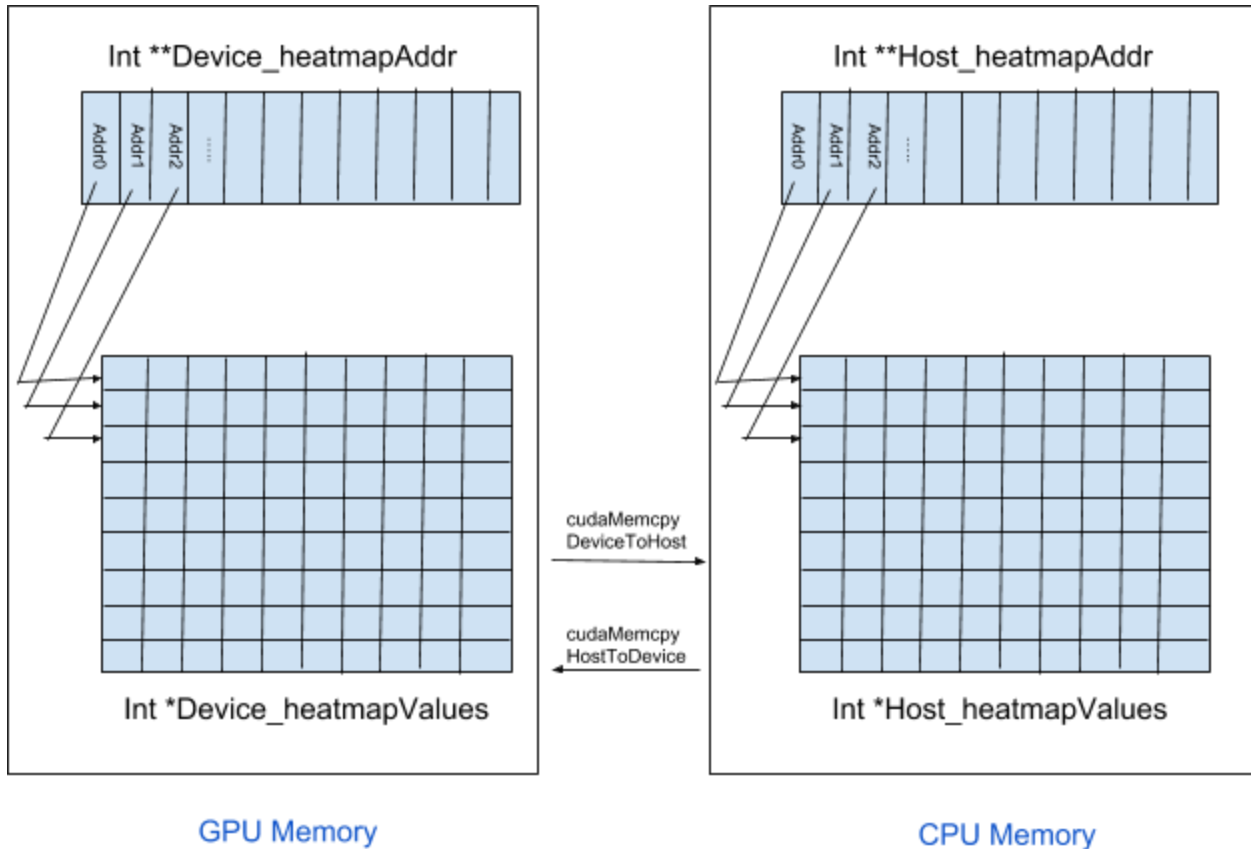 Int **Device_heatmapAddr
Addr0
Addr1
Addr2
.....
Int *Device_heatmapValues
GPU Memory
cudaMemcpy
DeviceToHost
cudaMemcpy
HostToDevice
Int **Host_heatmapAddr
Addr0
Addr1
Addr2
.....
Int *Host_heatmapValues
CPU Memory